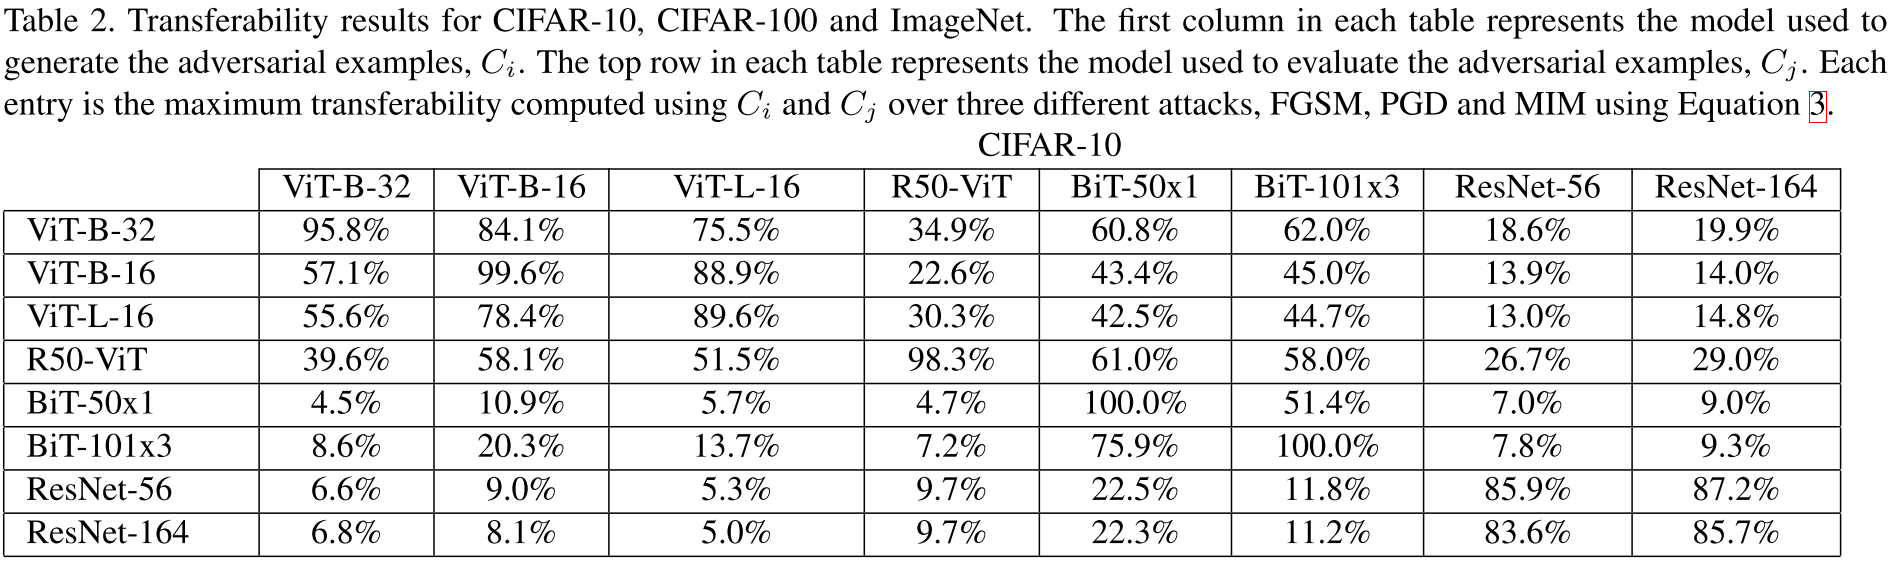 Table 2. Transferability results for CIFAR-10, CIFAR-100 and ImageNet. The first column in each table represents the model used to
generate the adversarial examples, Ci. The top row in each table represents the model used to evaluate the adversarial examples, Cj. Each
entry is the maximum transferability computed using Ci and Cj over three different attacks, FGSM, PGD and MIM using Equation 3.
CIFAR-10
ViT-B-32 ViT-B-16 ViT-L-16 R50-ViT BiT-50x1 BiT-101x3 ResNet-56 ResNet-164
ViT-B-32 95.8% 84.1% 75.5% 34.9% 60.8% 62.0% 18.6% 19.9%
ViT-B-16 57.1% 99.6% 88.9% 22.6% 43.4% 45.0% 13.9% 14.0%
ViT-L-16 55.6% 78.4% 89.6% 30.3% 42.5% 44.7% 13.0% 14.8%
R50-ViT 39.6% 58.1% 51.5% 98.3% 61.0% 58.0% 26.7% 29.0%
BiT-50x1 4.5% 10.9% 5.7% 4.7% 100.0% 51.4% 7.0% 9.0%
BiT-101x3 8.6% 20.3% 13.7% 7.2% 75.9% 100.0% 7.8% 9.3%
ResNet-56 6.6% 9.0% 5.3% 9.7% 22.5% 11.8% 85.9% 87.2%
ResNet-164 6.8% 8.1% 5.0% 9.7% 22.3% 11.2% 83.6% 85.7%